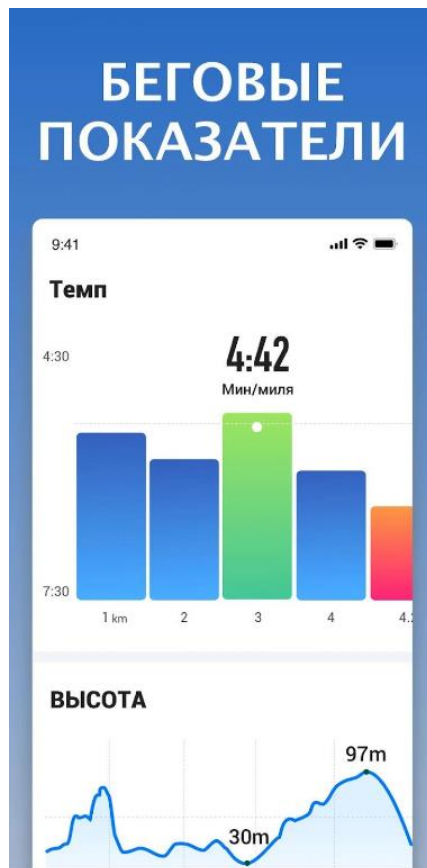 БЕГОВЫЕ
ПОКАЗАТЕЛИ
9:41
Темп
4:30
4:42
Мин/миля
7:30
1 km 2 3 4
ВЫСОТА
97m
30m